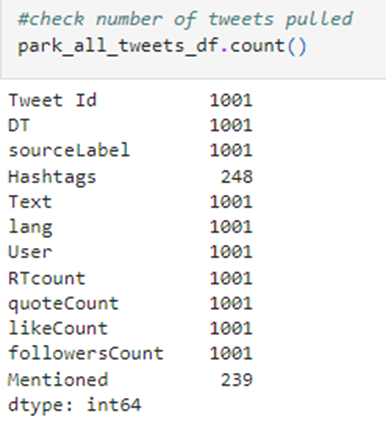 #check number of tweets pulled
park_all_tweets_df.count()
Tweet Id 1001
DT 1001
sourceLabel 1001
Hashtags 248
Text 1001
lang 1001
User 1001
RTcount 1001
quoteCount 1001
likeCount 1001
followersCount 1001
Mentioned 239
dtype: int64